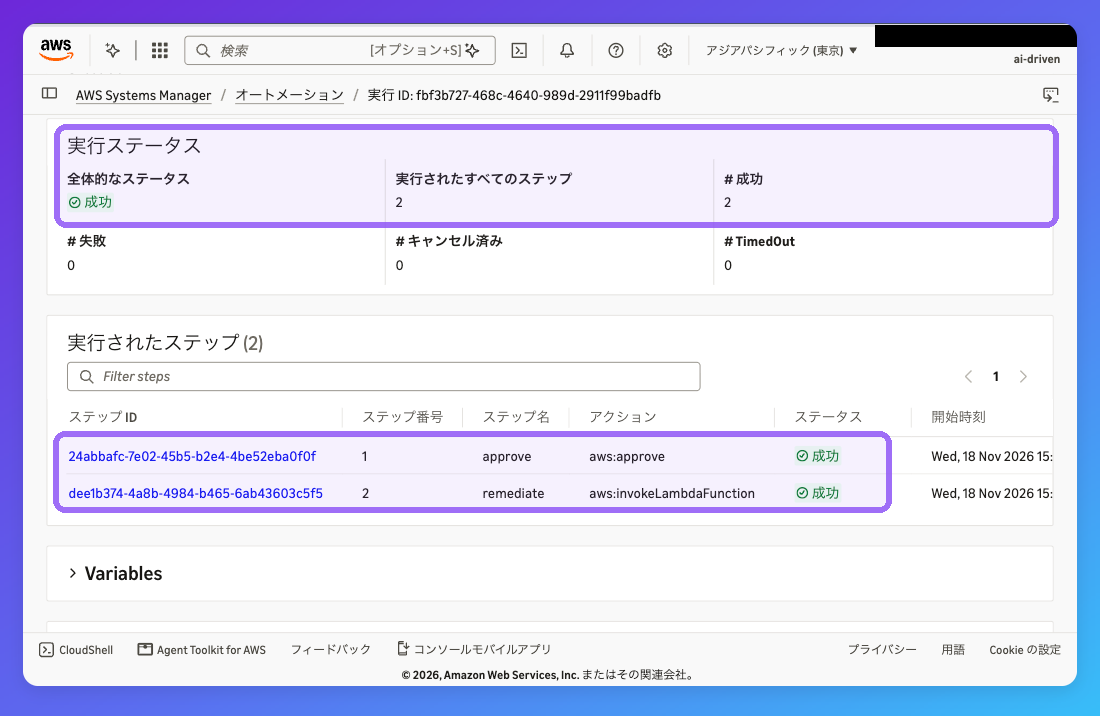 aws
検索 [オプション+S]
アジアパシフィック (東京) ▼
ai-driven
AWS Systems Manager / オートメーション / 実行 ID: fbf3b727-468c-4640-989d-2911f99badfb
実行ステータス
全体的なステータス 実行されたすべてのステップ # 成功
成功 2 2
# 失敗 # キャンセル済み # TimedOut
0 0 0
実行されたステップ (2)
Filter steps
1
ステップ ID ステップ番号 ステップ名 アクション ステータス 開始時刻
24abbafc-7e02-45b5-b2e4-4be52eba0f0f 1 approve aws:approve 成功 Wed, 18 Nov 2026 15:
dee1b374-4a8b-4984-b465-6ab43603c5f5 2 remediate aws:invokeLambdaFunction 成功 Wed, 18 Nov 2026 15:
Variables
CloudShell Agent Toolkit for AWS フィードバック コンソールモバイルアプリ プライバシー 用語 Cookie の設定
© 2026, Amazon Web Services, Inc. またはその関連会社。